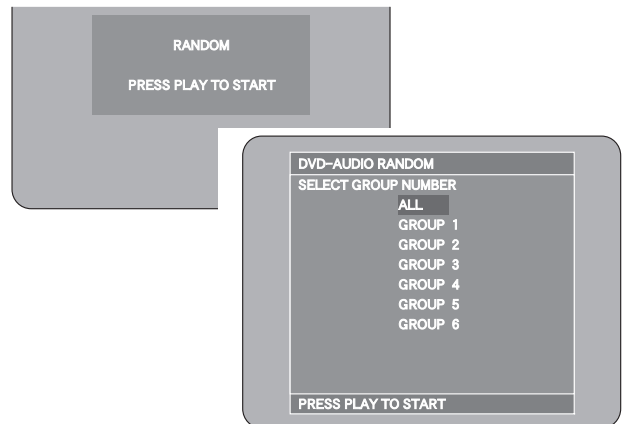 RANDOM
PRESS PLAY TO START
DVD-AUDIO RANDOM
SELECT GROUP NUMBER
ALL
GROUP 1
GROUP 2
GROUP 3
GROUP 4
GROUP 5
GROUP 6
PRESS PLAY TO START